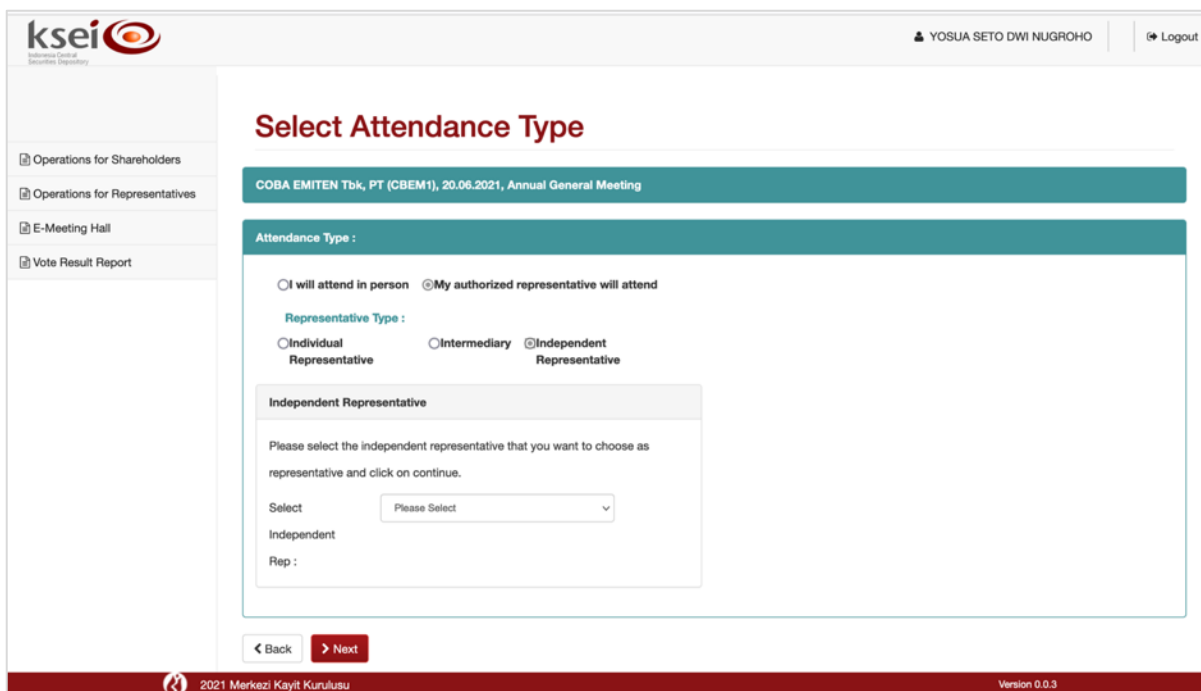 ksei
Indonesia Central
Securities Depository
YOSUA SETO DWI NUGROHO
Logout
Select Attendance Type
Operations for Shareholders
Operations for Representatives
E-Meeting Hall
Vote Result Report
COBA EMITEN Tbk, PT (CBEM1), 20.06.2021, Annual General Meeting
Attendance Type :
I will attend in person My authorized representative will attend
Representative Type :
Individual Representative
Intermediary
Independent Representative
Independent Representative
Please select the independent representative that you want to choose as
representative and click on continue.
Select
Independent
Rep :
Please Select
Back
Next
2021 Merkezi Kayit Kurulusu
Version 0.0.3